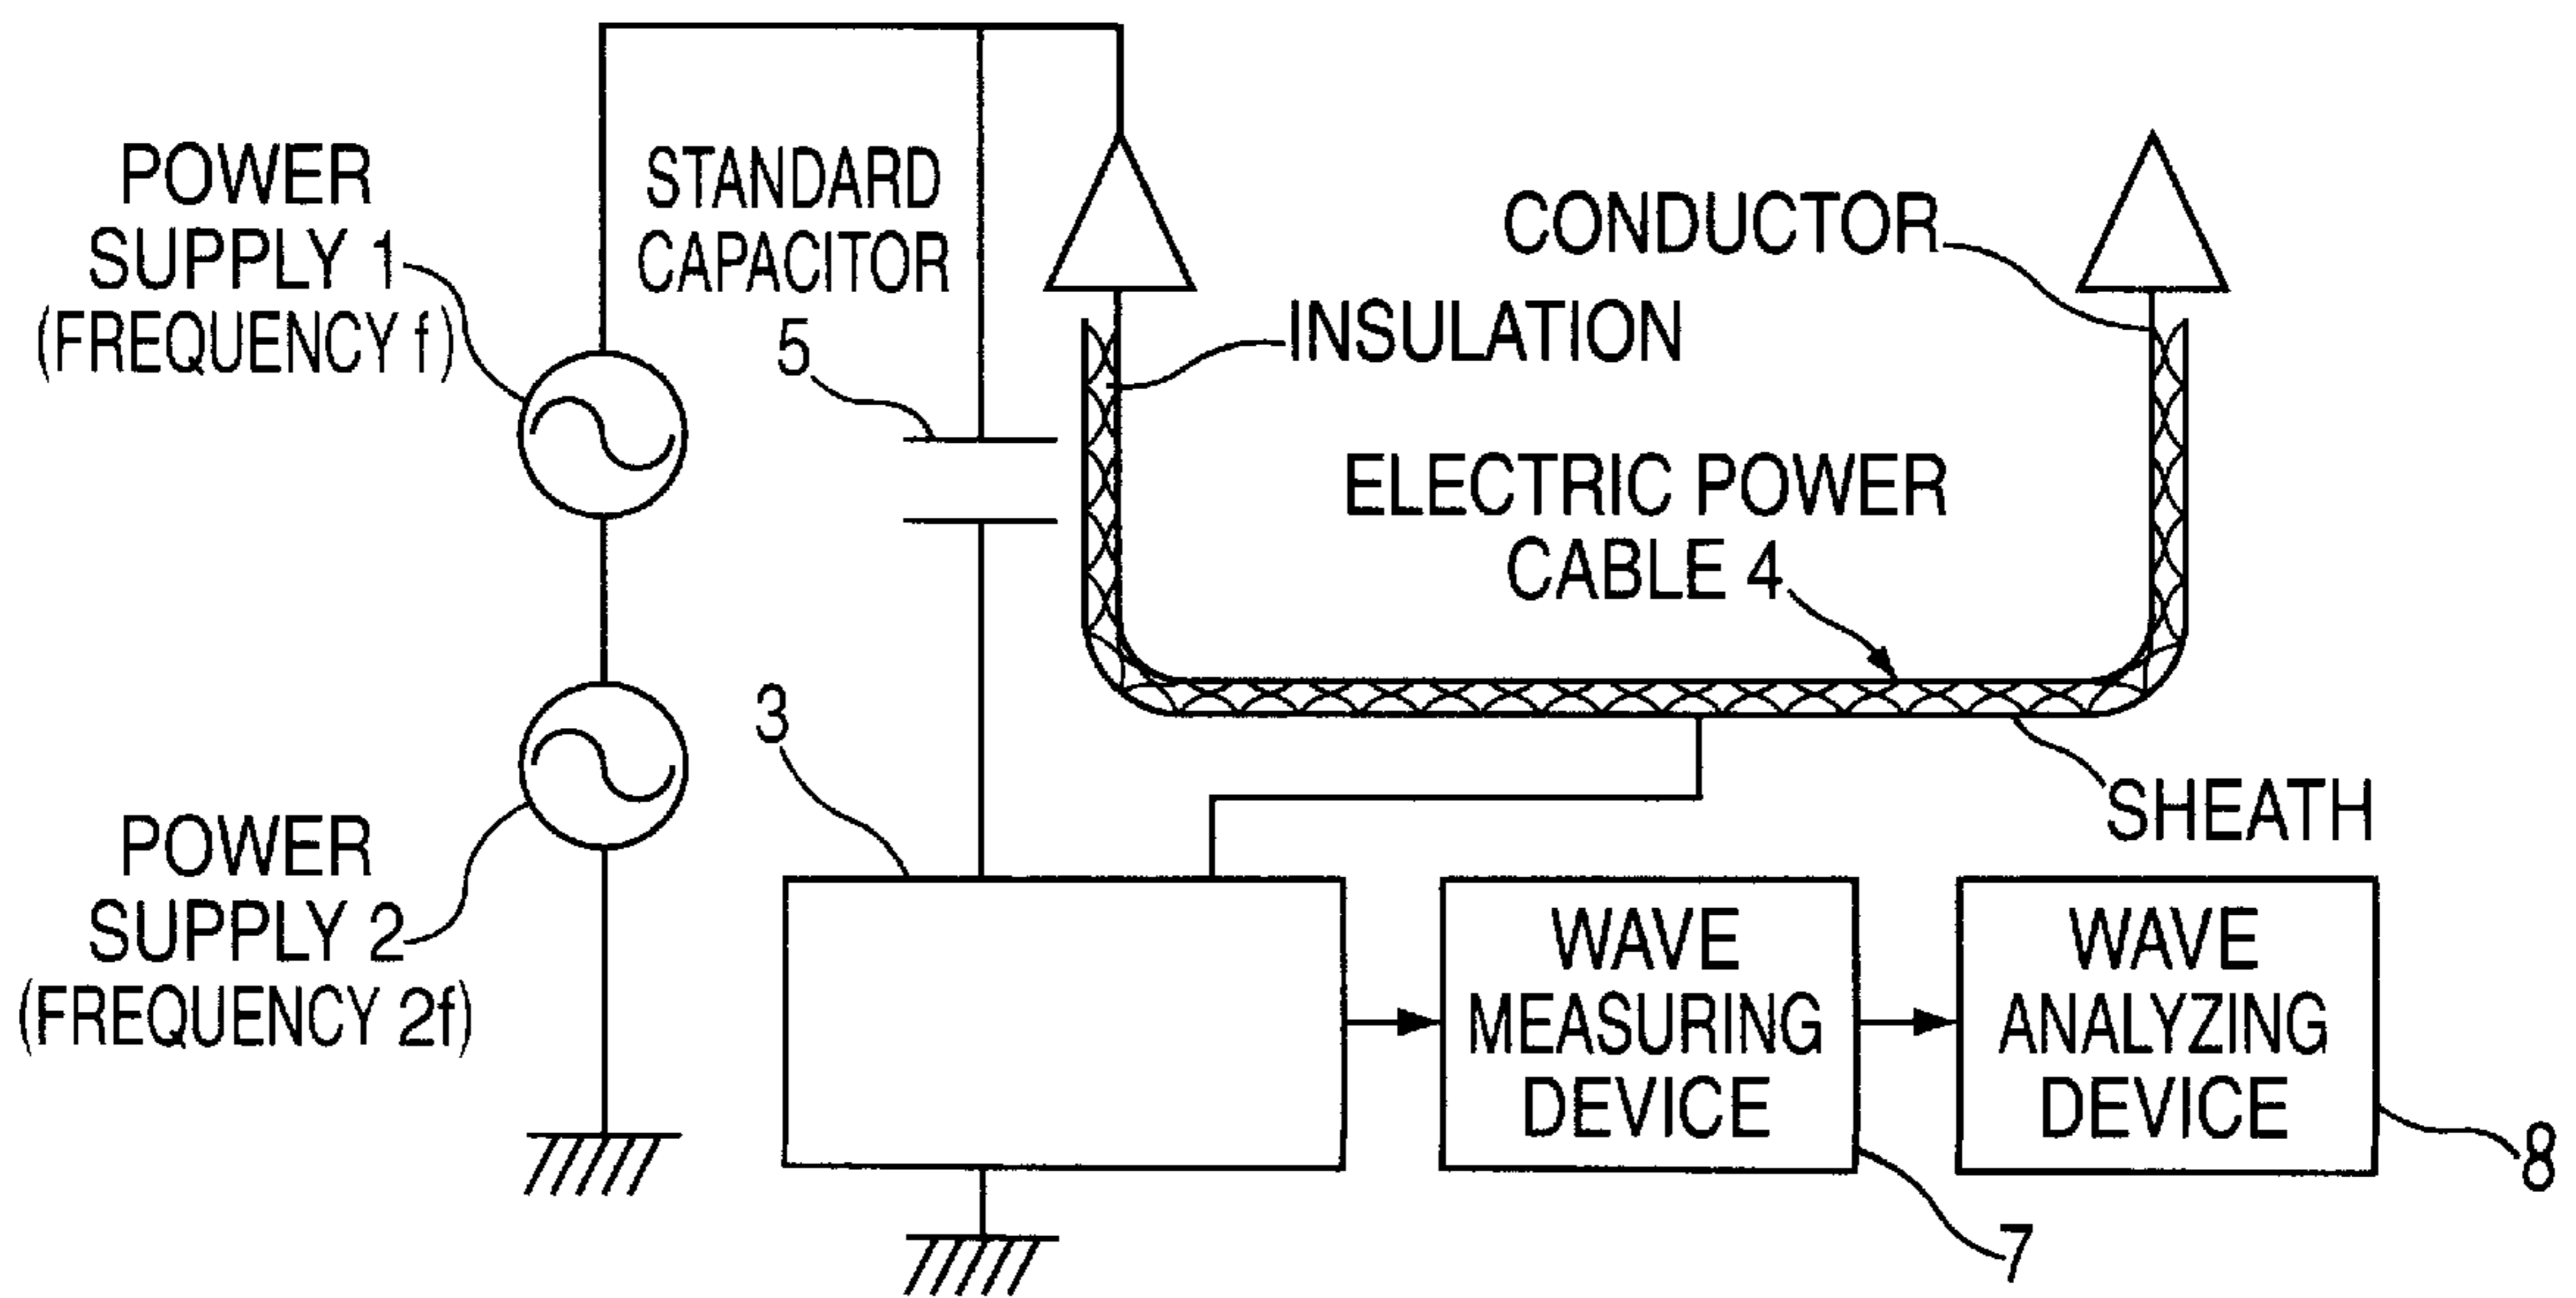 POWER
SUPPLY 1
(FREQUENCY f)
STANDARD
CAPACITOR
5
INSULATION
CONDUCTOR
ELECTRIC POWER
CABLE 4
3
SHEATH
POWER
SUPPLY 2
(FREQUENCY 2f)
WAVE
MEASURING
DEVICE
7
WAVE
ANALYZING
DEVICE
8